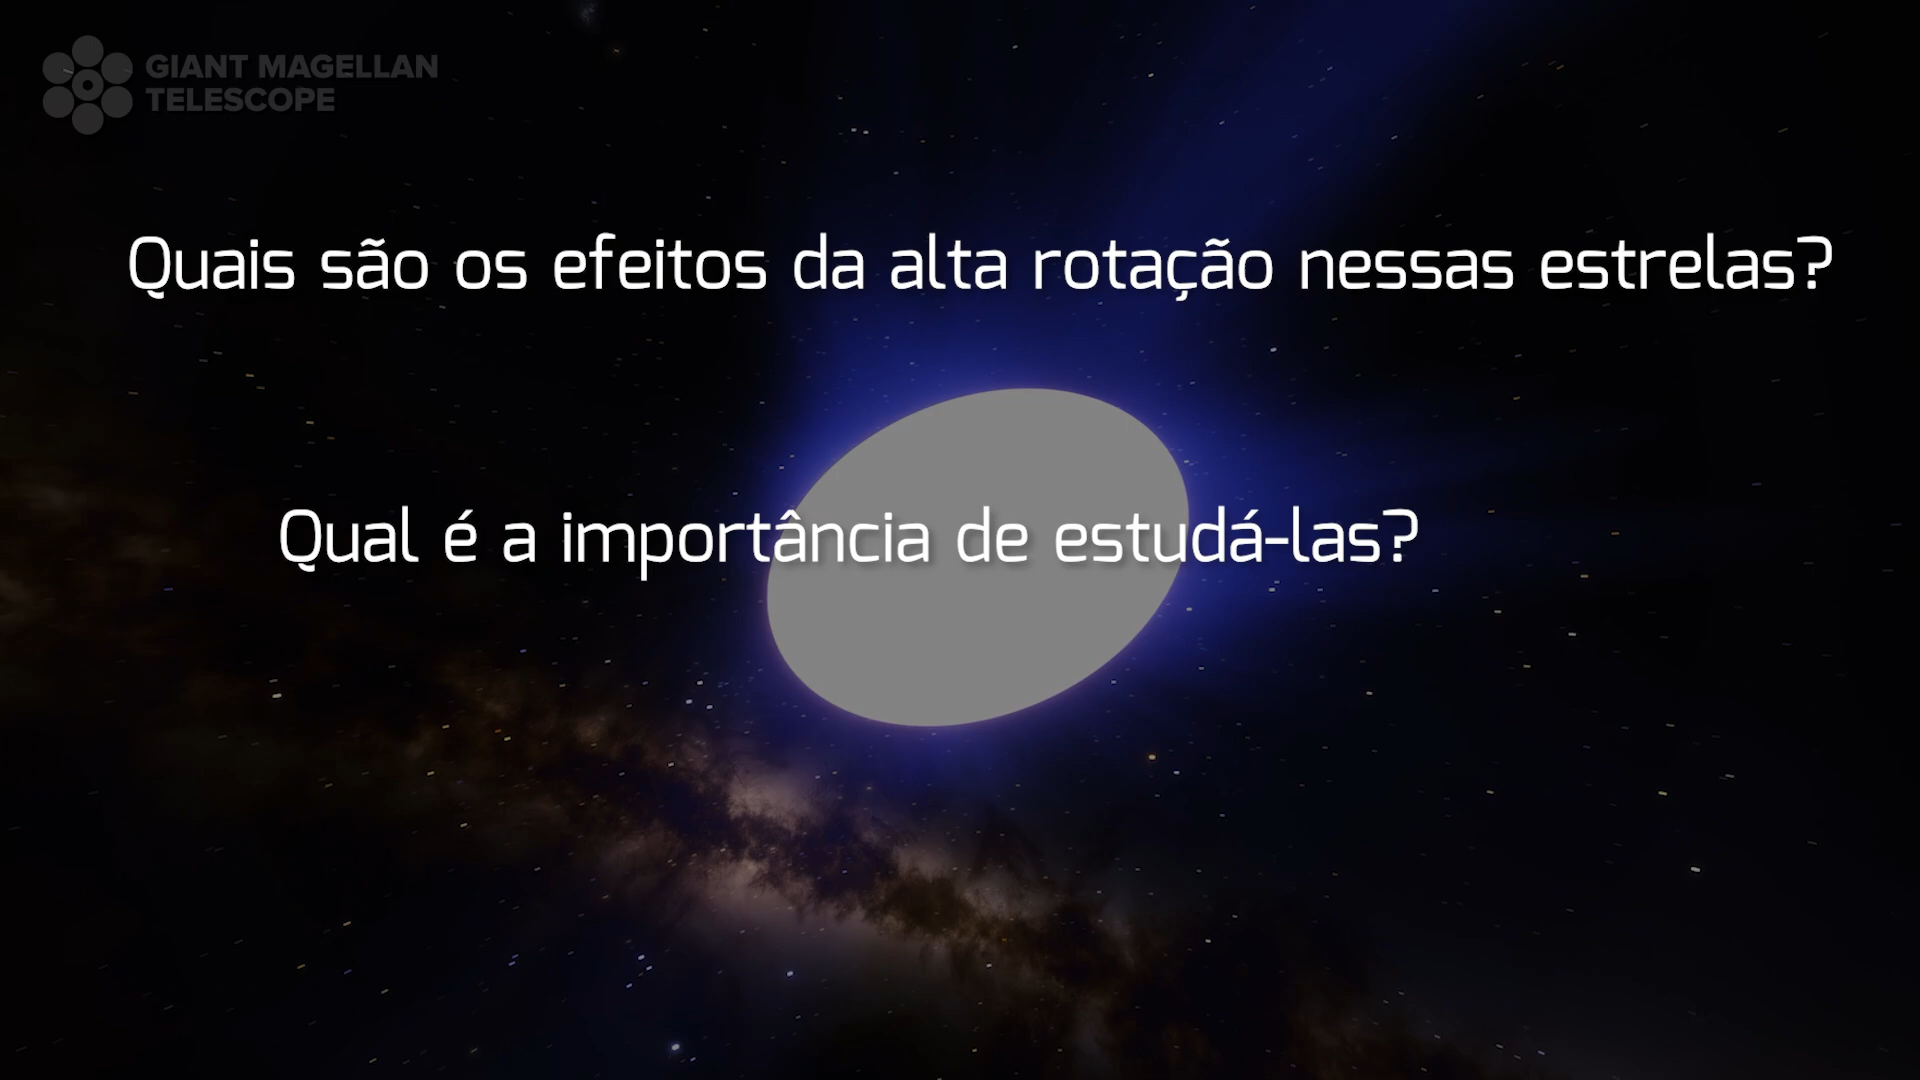 GIANT MAGELLAN
TELESCOPE
Quais são os efeitos da alta rotação nessas estrelas?
Qual é a importância de estudá-las?